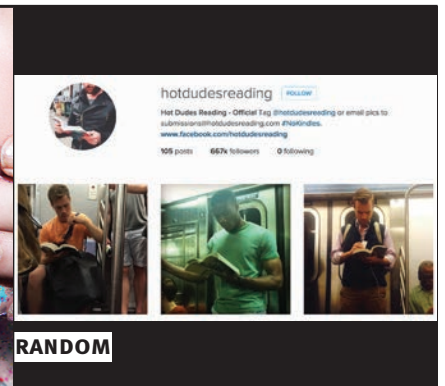 hotdudesreading FOLLOW
Hot Dudes Reading - Official Tag #hotdudesreading or email pics to
submissions@hotdudesreading.com #NoKindles.
www.facebook.com/hotdudesreading
105 posts 667k followers 0 following
RANDOM